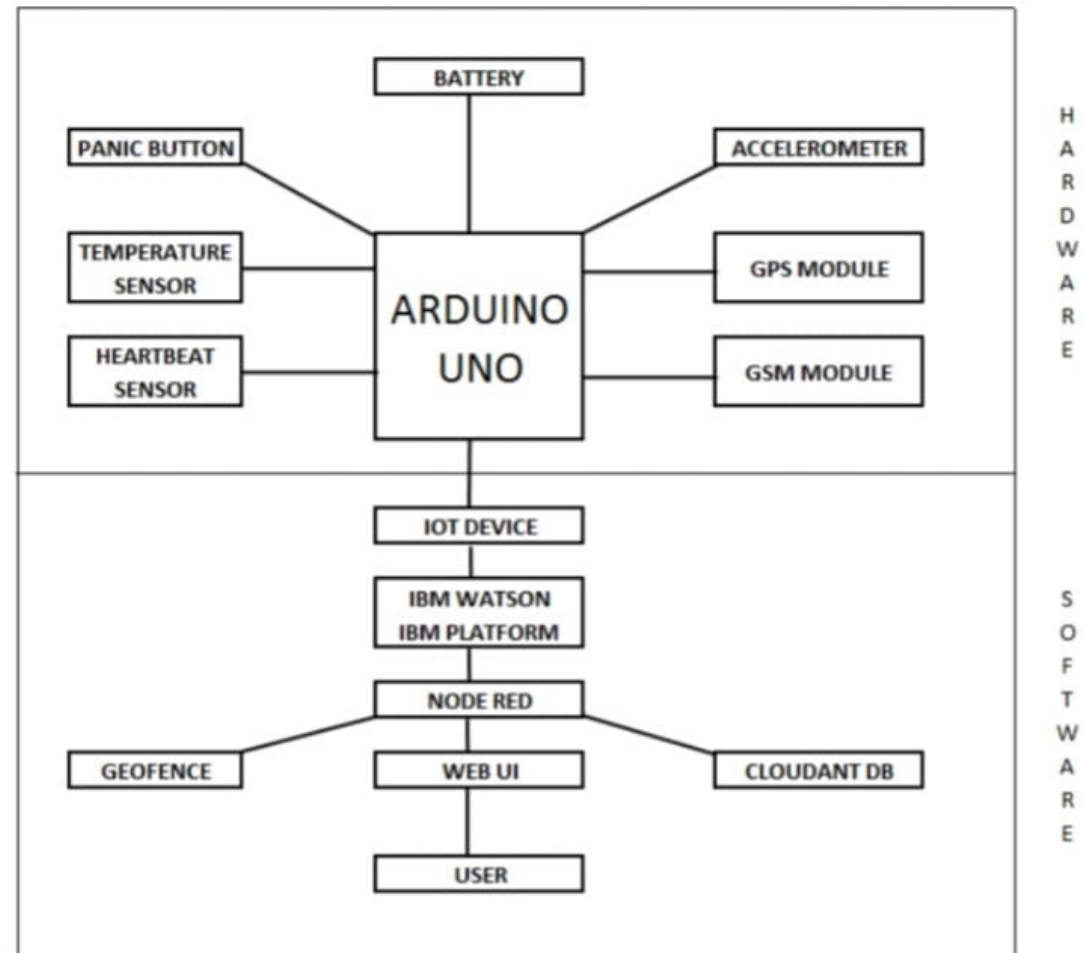 BATTERY
PANIC BUTTON
ACCELEROMETER
TEMPERATURE
SENSOR
GPS MODULE
ARDUINO
UNO
HEARTBEAT
SENSOR
GSM MODULE
H
A
R
D
W
A
R
E
IOT DEVICE
IBM WATSON
IBM PLATFORM
NODE RED
GEOFENCE
WEB UI
CLOUDANT DB
USER
S
O
F
T
W
A
R
E